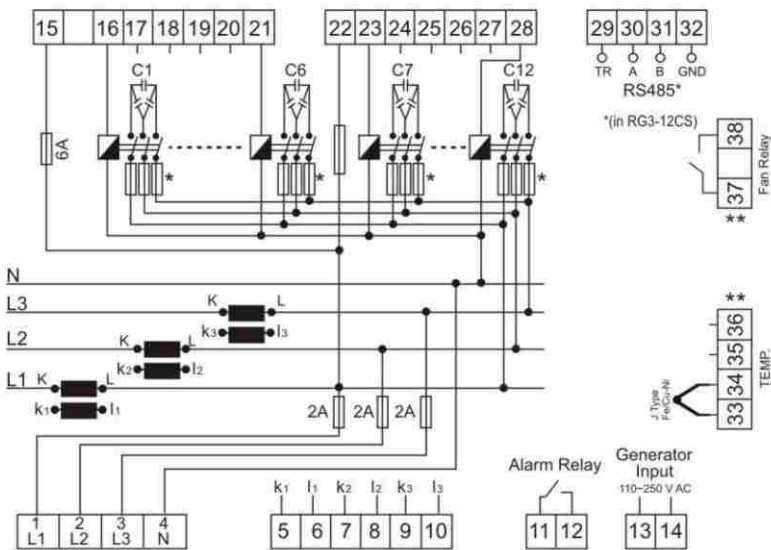 15 16 17 18 19 20 21 22 23 24 25 26 27 28 29 30 31 32
TR A B GND
RS485*
C1 C6 C7 C12
*(in RG3-12CS)
6A
* * * *
38
37
Fan Relay
**
N
L3 K L
k3 l3
L2 K L
k2 l2
L1 K L
k1 l1
2A 2A 2A
**
36
35
34
33
TEMP.
J Type
Fe/Cu-Ni
Alarm Relay
Generator
Input
110~250 V AC
k1 l1 k2 l2 k3 l3
1 2 3 4
L1 L2 L3 N
5 6 7 8 9 10
11 12
13 14